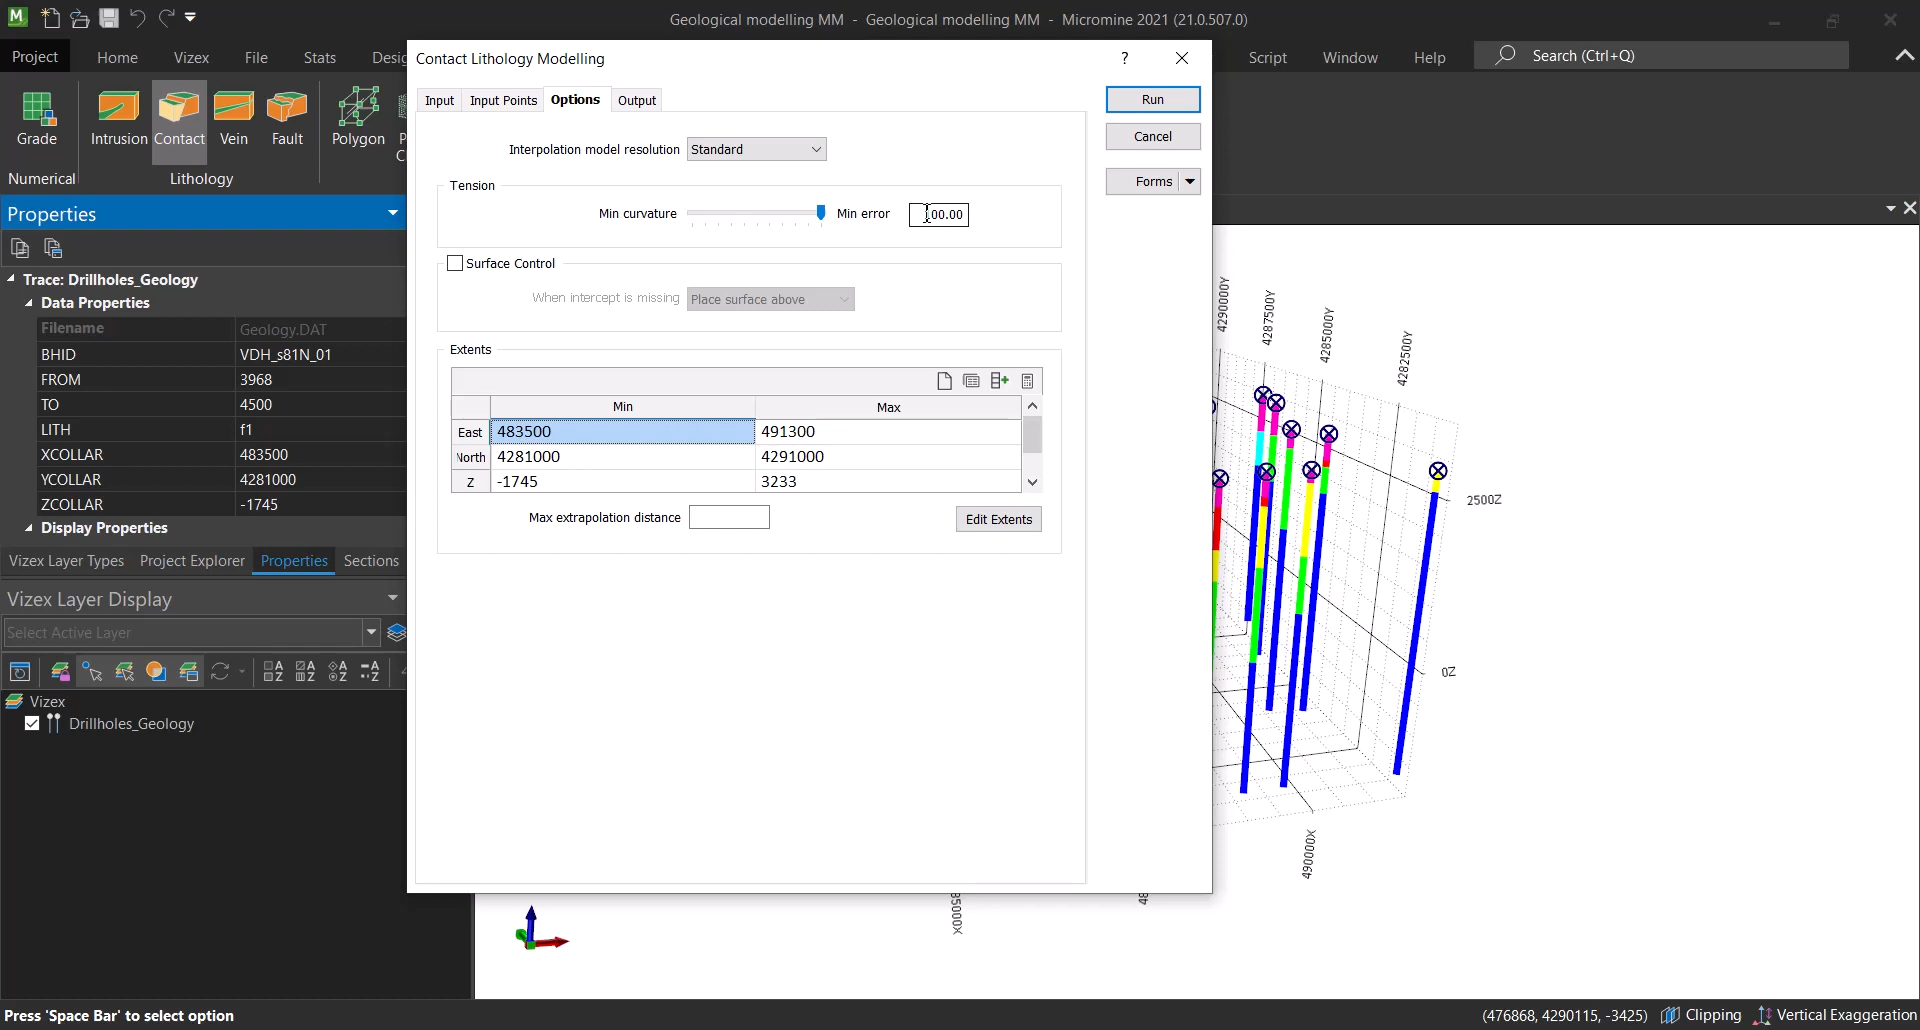 Geological modelling MM - Geological modelling MM - Micromine 2021 (21.0.507.0)
Project Home Vizex File Stats Desig Script Window Help Search (Ctrl+Q)
Grade Intrusion Contact Vein Fault Polygon
Numerical Lithology
Properties
Trace: Drillholes_Geology
Data Properties
Filename Geology.DAT
BHID VDH_s81N_01
FROM 3968
TO 4500
LITH f1
XCOLLAR 483500
YCOLLAR 4281000
ZCOLLAR -1745
Display Properties
Vizex Layer Types Project Explorer Properties Sections
Vizex Layer Display
Select Active Layer
Vizex
Drillholes_Geology
Contact Lithology Modelling
?
Input Input Points Options Output
Run
Cancel
Forms
Interpolation model resolution Standard
Tension
Min curvature Min error 00.00
Surface Control
When intercept is missing Place surface above
Extents
Min Max
East 483500 491300
North 4281000 4291000
Z -1745 3233
Max extrapolation distance Edit Extents
4290000Y
4287500Y
4285000Y
4282500Y
2500Z
0Z
490000X
85000X
48
Press 'Space Bar' to select option
(476868, 4290115, -3425) Clipping Vertical Exaggeration